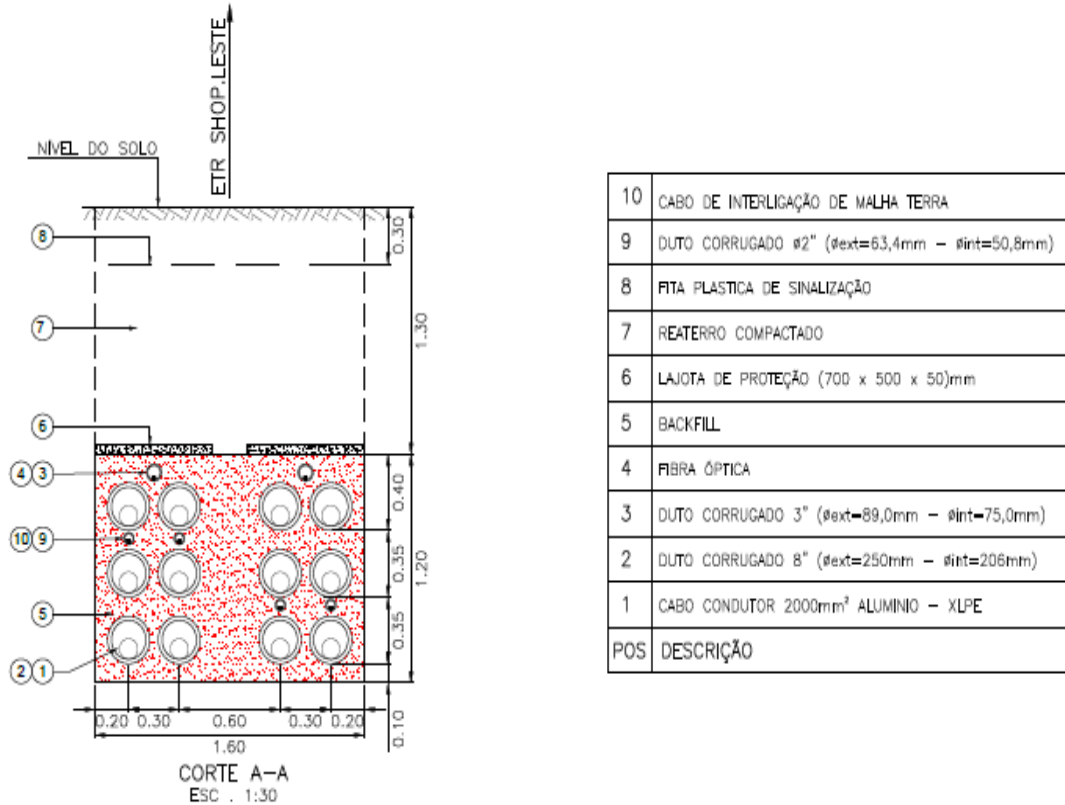 ETR SHOP.LESTE
NÍVEL DO SOLO
8
0.30
7
1.30
6
4 3
0.40
10 9
0.35
1.20
5
0.35
2 1
0.20 0.30 0.60 0.30 0.20
0.10
1.60
CORTE A-A
ESC . 1:30
10 CABO DE INTERLIGAÇÃO DE MALHA TERRA
9 DUTO CORRUGADO ø2" (øext=63,4mm - øint=50,8mm)
8 FITA PLASTICA DE SINALIZAÇÃO
7 REATERRO COMPACTADO
6 LAJOTA DE PROTEÇÃO (700 x 500 x 50)mm
5 BACKFILL
4 FIBRA ÓPTICA
3 DUTO CORRUGADO 3" (øext=89,0mm - øint=75,0mm)
2 DUTO CORRUGADO 8" (øext=250mm - øint=206mm)
1 CABO CONDUTOR 2000mm² ALUMINIO - XLPE
POS DESCRIÇÃO